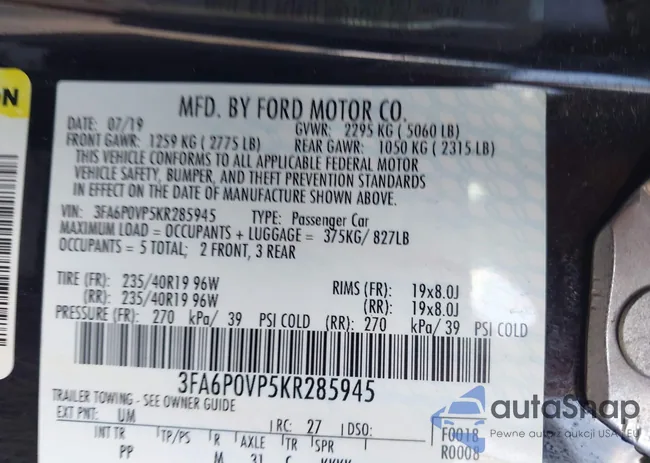 ON
MFD. BY FORD MOTOR CO.
DATE: 07/19 GVWR: 2295 KG ( 5060 LB)
FRONT GAWR: 1259 KG ( 2775 LB) REAR GAWR: 1050 KG ( 2315 LB)
THIS VEHICLE CONFORMS TO ALL APPLICABLE FEDERAL MOTOR
VEHICLE SAFETY, BUMPER, AND THEFT PREVENTION STANDARDS
IN EFFECT ON THE DATE OF MANUFACTURE SHOWN ABOVE.
VIN: 3FA6P0VP5KR285945 TYPE: Passenger Car
MAXIMUM LOAD = OCCUPANTS + LUGGAGE = 375KG/ 827LB
OCCUPANTS = 5 TOTAL; 2 FRONT, 3 REAR
TIRE (FR): 235/40R19 96W RIMS (FR): 19x8.0J
(RR): 235/40R19 96W (RR): 19x8.0J
PRESSURE (FR): 270 kPa/ 39 PSI COLD (RR): 270 kPa/ 39 PSI COLD
3FA6P0VP5KR285945
TRAILER TOWING - SEE OWNER GUIDE
EXT PNT: UM RC: 27 DSO: F0018
INT TR TP/PS R AXLE TR SPR R0008
PP M 31 C
autoSnap
Pewne auto z aukcji USA / EU